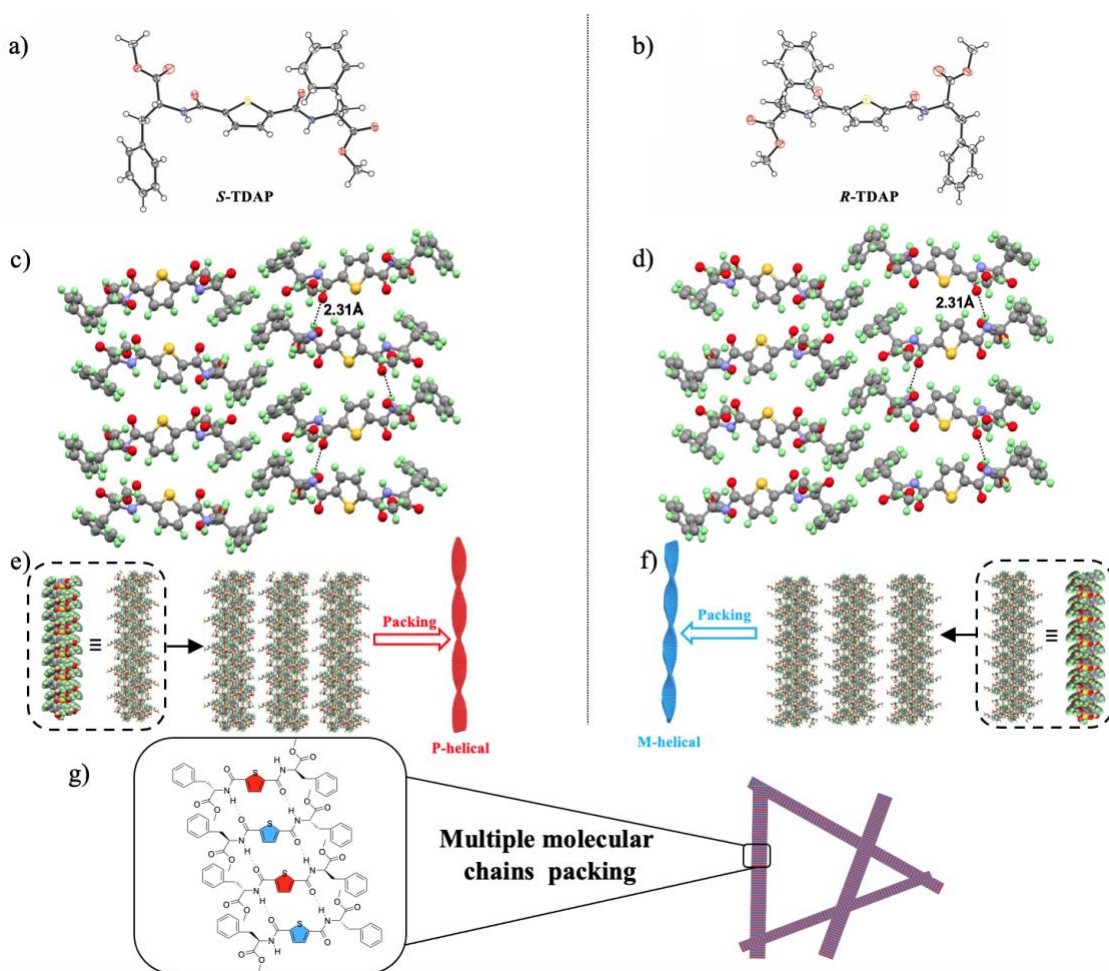 a)
b)
S-TDAP
R-TDAP
c)
d)
2.31Å
2.31Å
e)
f)
≡
Packing
Packing
≡
P-helical
M-helical
g)
Multiple molecular
chains packing